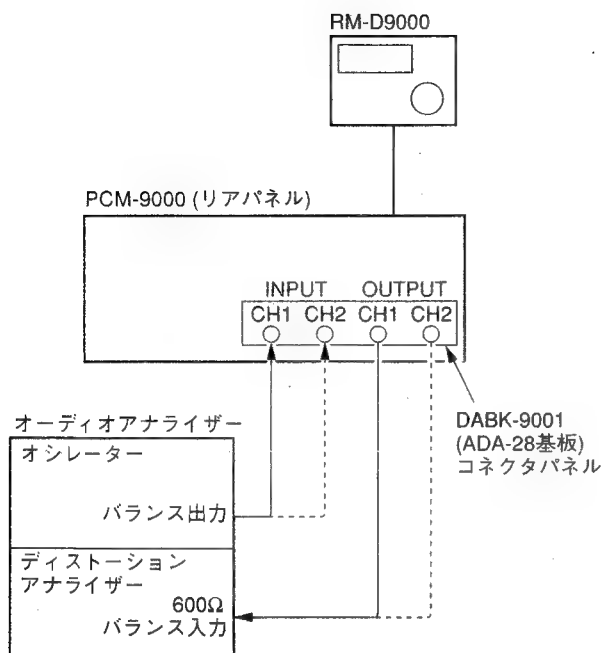 RM-D9000
PCM-9000 (リアパネル)
INPUT OUTPUT
CH1 CH2 CH1 CH2
DABK-9001
(ADA-28基板)
コネクタパネル
オーディオアナライザー
オシレーター
バランス出力
ディストーション
アナライザー
600Ω
バランス入力